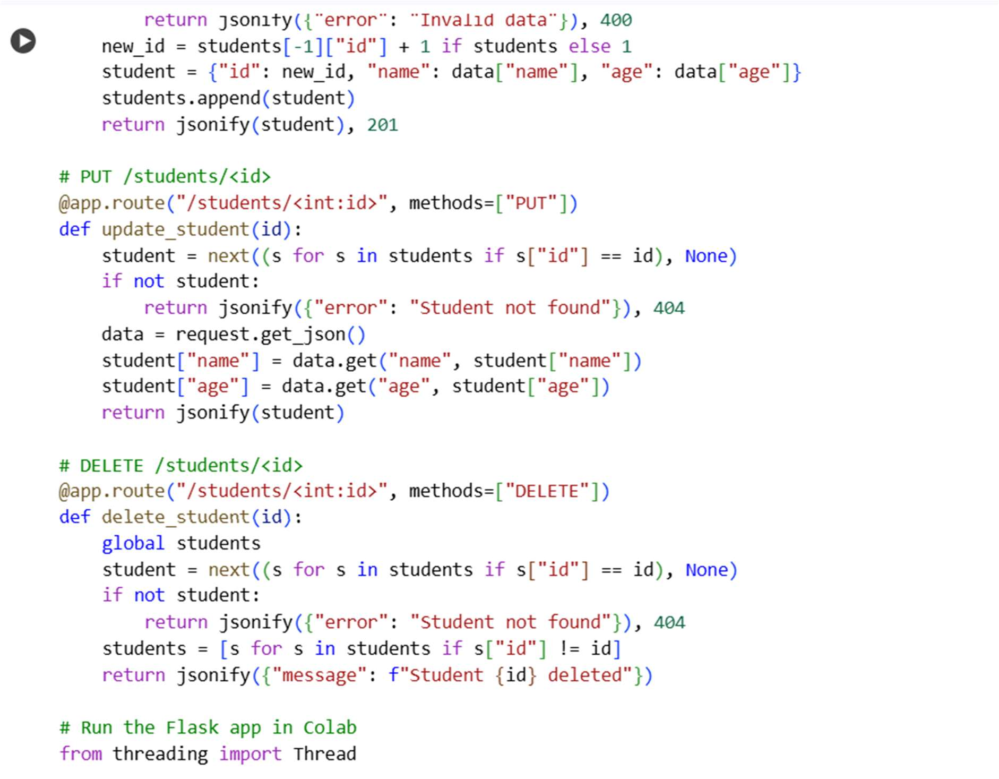 return jsonify({"error": "Invalid data"}), 400
    new_id = students[-1]["id"] + 1 if students else 1
    student = {"id": new_id, "name": data["name"], "age": data["age"]}
    students.append(student)
    return jsonify(student), 201

# PUT /students/<id>
@app.route("/students/<int:id>", methods=["PUT"])
def update_student(id):
    student = next((s for s in students if s["id"] == id), None)
    if not student:
        return jsonify({"error": "Student not found"}), 404
    data = request.get_json()
    student["name"] = data.get("name", student["name"])
    student["age"] = data.get("age", student["age"])
    return jsonify(student)

# DELETE /students/<id>
@app.route("/students/<int:id>", methods=["DELETE"])
def delete_student(id):
    global students
    student = next((s for s in students if s["id"] == id), None)
    if not student:
        return jsonify({"error": "Student not found"}), 404
    students = [s for s in students if s["id"] != id]
    return jsonify({"message": f"Student {id} deleted"})

# Run the Flask app in Colab
from threading import Thread